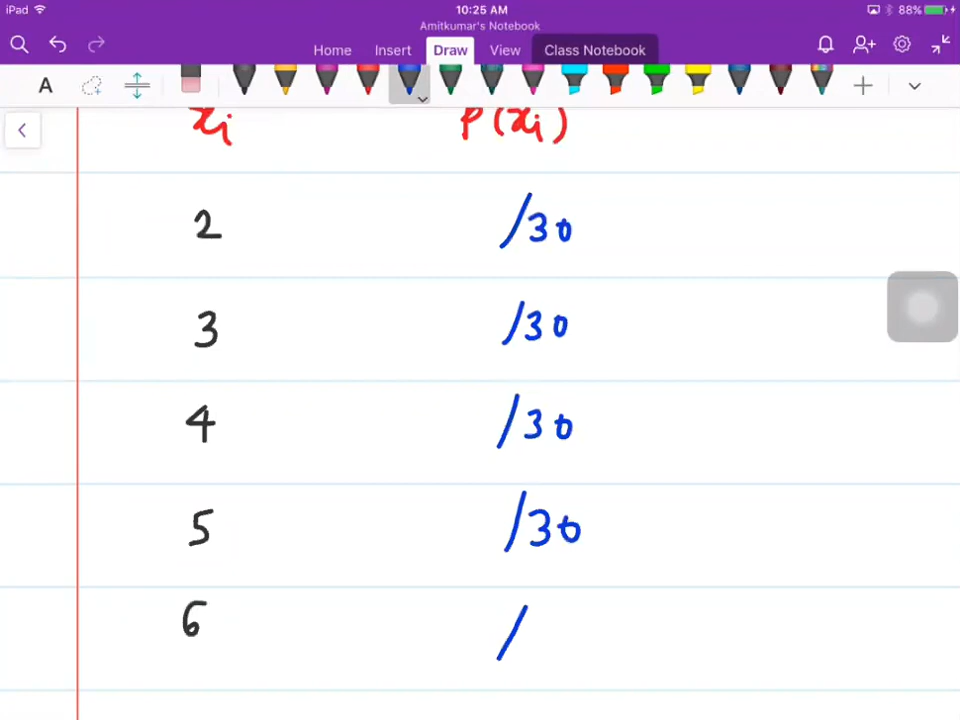 iPad 10:25 AM 88%
Amitkumar's Notebook
Home Insert Draw View Class Notebook
A
xi P(xi)
2 /30
3 /30
4 /30
5 /30
6 /